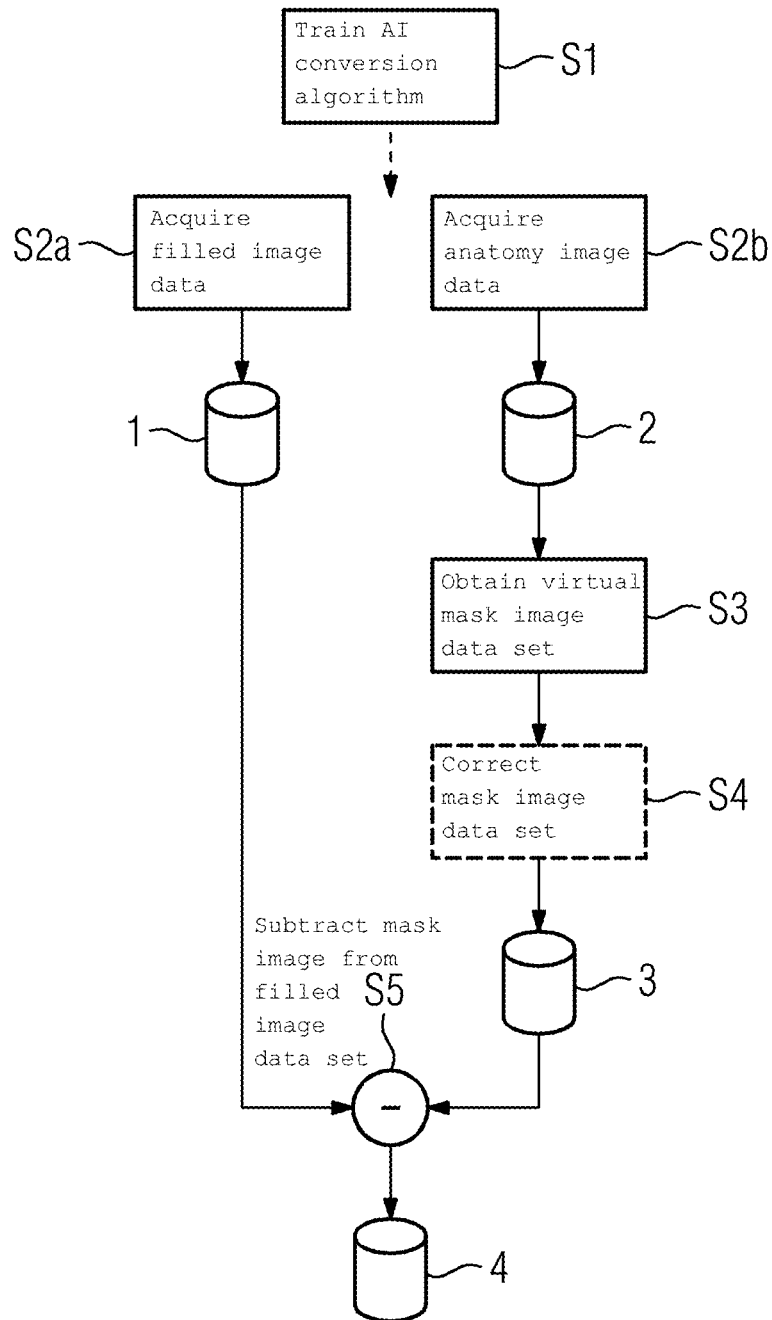 Train AI
conversion
algorithm
S1
S2a
Acquire
filled image
data
Acquire
anatomy image
data
S2b
1
2
Obtain virtual
mask image
data set
S3
Correct
mask image
data set
S4
Subtract mask
image from
filled
image
data set
S5
3
-
4